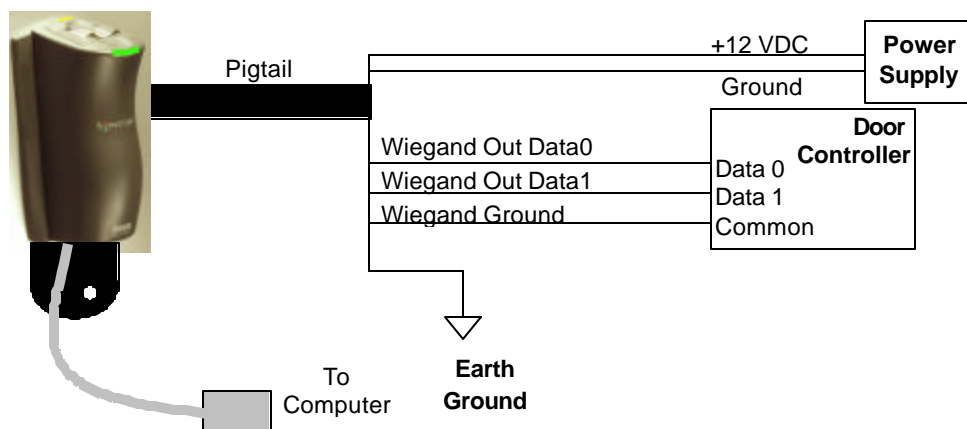 +12 VDC
Power
Supply
Pigtail
Ground
Door
Controller
Wiegand Out Data0
Data 0
Wiegand Out Data1
Data 1
Wiegand Ground
Common
Earth
Ground
To
Computer